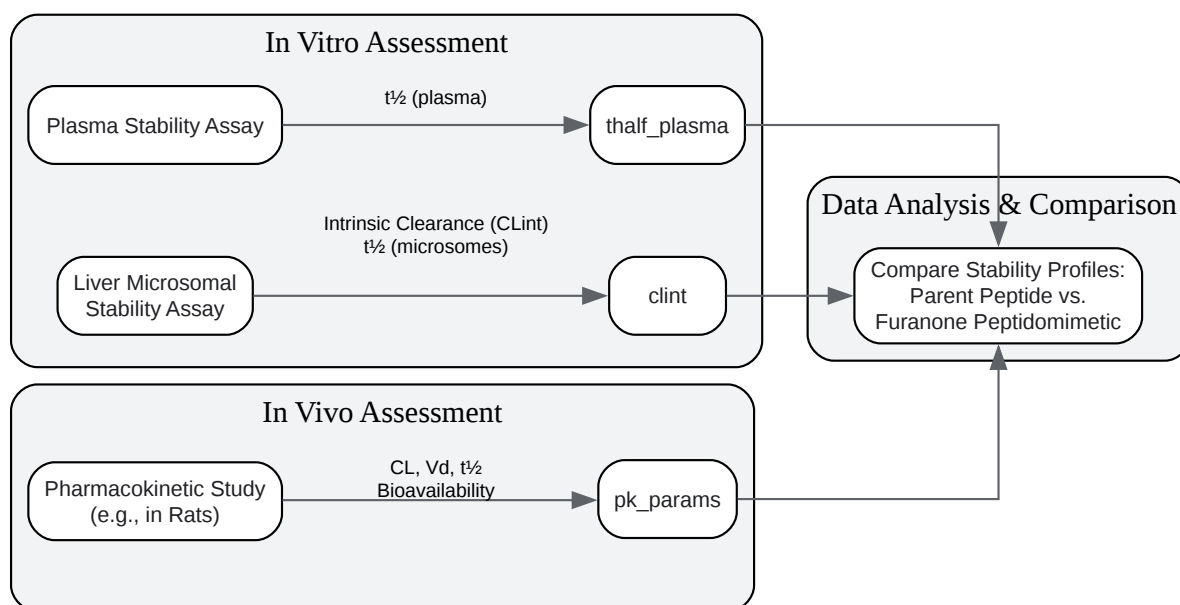 In Vitro Assessment
Plasma Stability Assay
t½ (plasma)
thalf_plasma
Intrinsic Clearance (CLint)
t½ (microsomes)
Liver Microsomal
Stability Assay
clint
Data Analysis & Comparison
Compare Stability Profiles:
Parent Peptide vs.
Furanone Peptidomimetic
In Vivo Assessment
Pharmacokinetic Study
(e.g., in Rats)
CL, Vd, t½
Bioavailability
pk_params